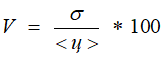 V = σ / <ц> * 100